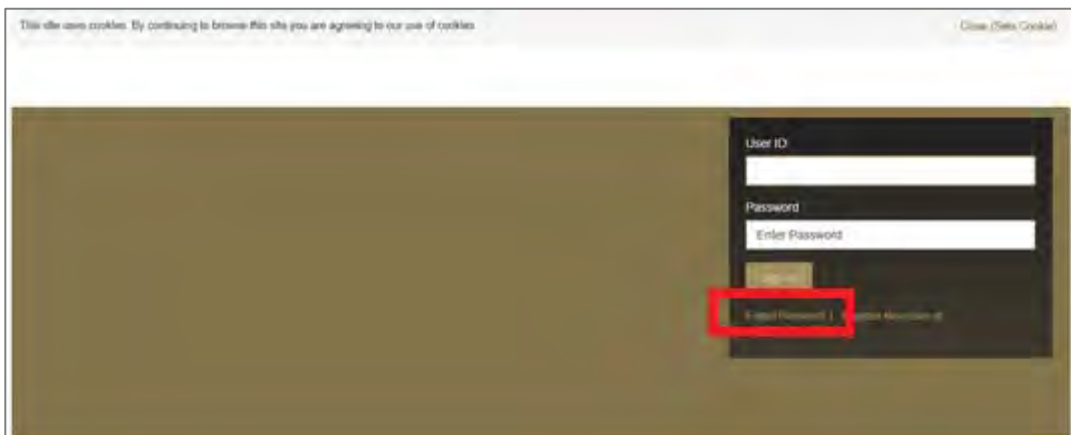 This site uses cookies. By continuing to browse this site you are agreeing to our use of cookies
Close (Sets Cookie)
User ID
Password
Enter Password
Forgot Password |